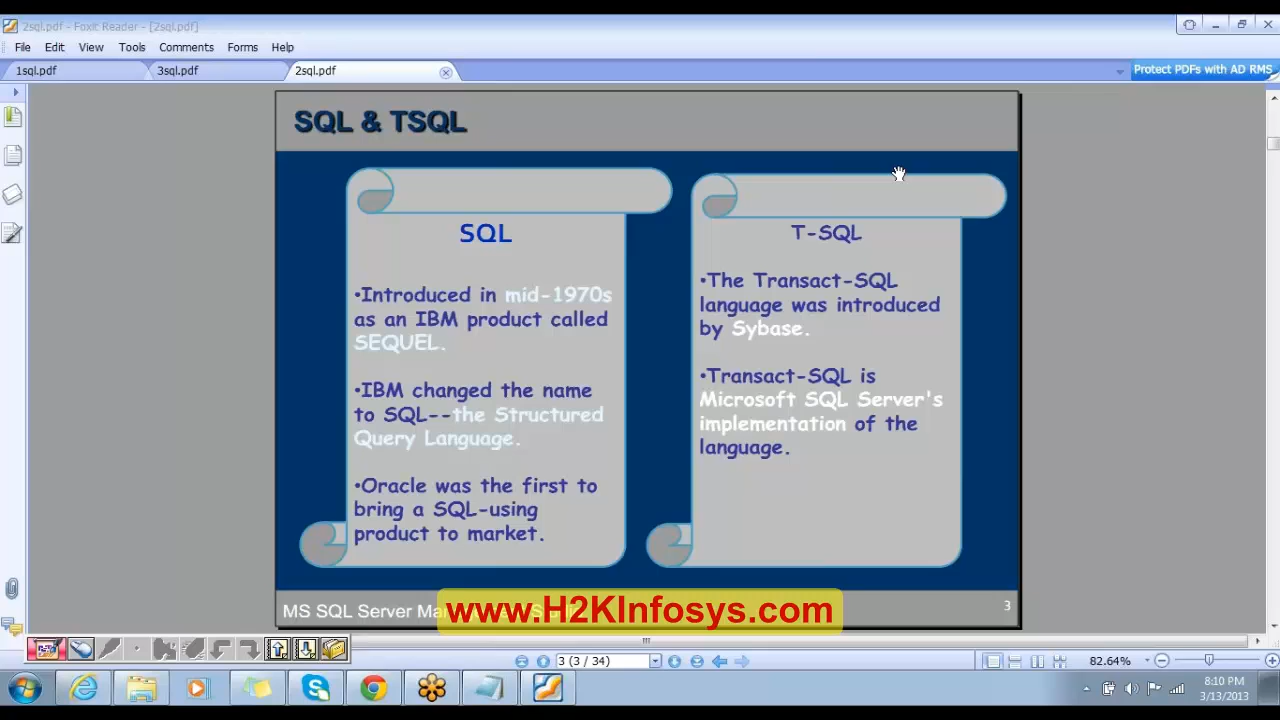 2sql.pdf - Foxit Reader - [2sql.pdf]
File Edit View Tools Comments Forms Help
1sql.pdf 3sql.pdf 2sql.pdf Protect PDFs with AD RMS
SQL & TSQL
SQL
•Introduced in mid-1970s
as an IBM product called
SEQUEL.
•IBM changed the name
to SQL--the Structured
Query Language.
•Oracle was the first to
bring a SQL-using
product to market.
T-SQL
•The Transact-SQL
language was introduced
by Sybase.
•Transact-SQL is
Microsoft SQL Server's
implementation of the
language.
MS SQL Server
www.H2KInfosys.com
3
3 (3 / 34) 82.64%
8:10 PM
3/13/2013